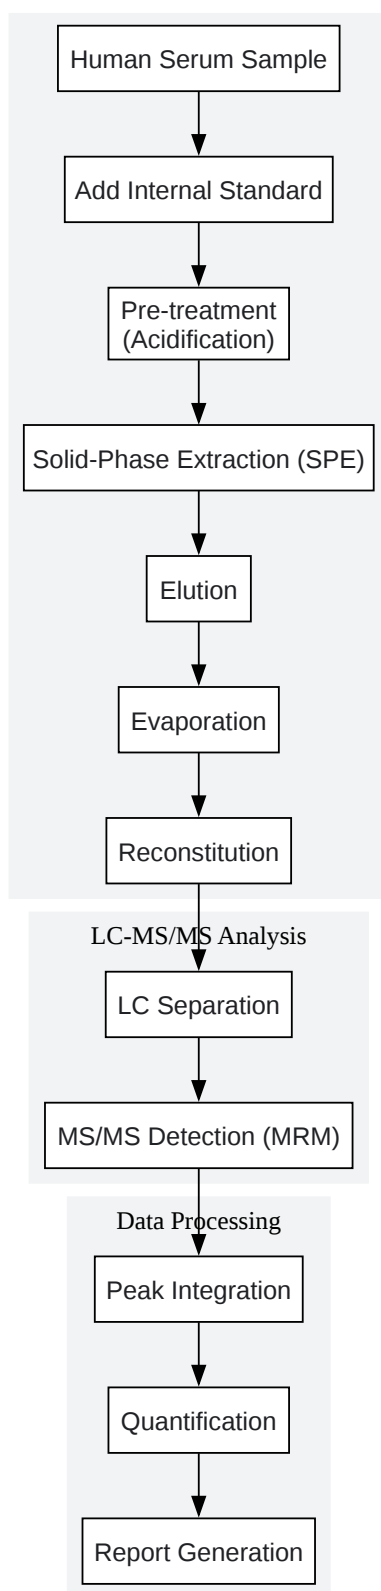 Human Serum Sample
Add Internal Standard
Pre-treatment
(Acidification)
Solid-Phase Extraction (SPE)
Elution
Evaporation
Reconstitution
LC-MS/MS Analysis
LC Separation
MS/MS Detection (MRM)
Data Processing
Peak Integration
Quantification
Report Generation